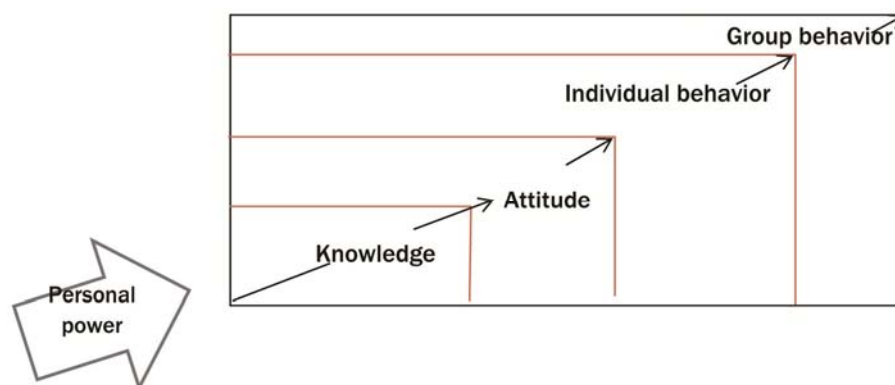 Group behavior
Individual behavior
Attitude
Knowledge
Personal
power